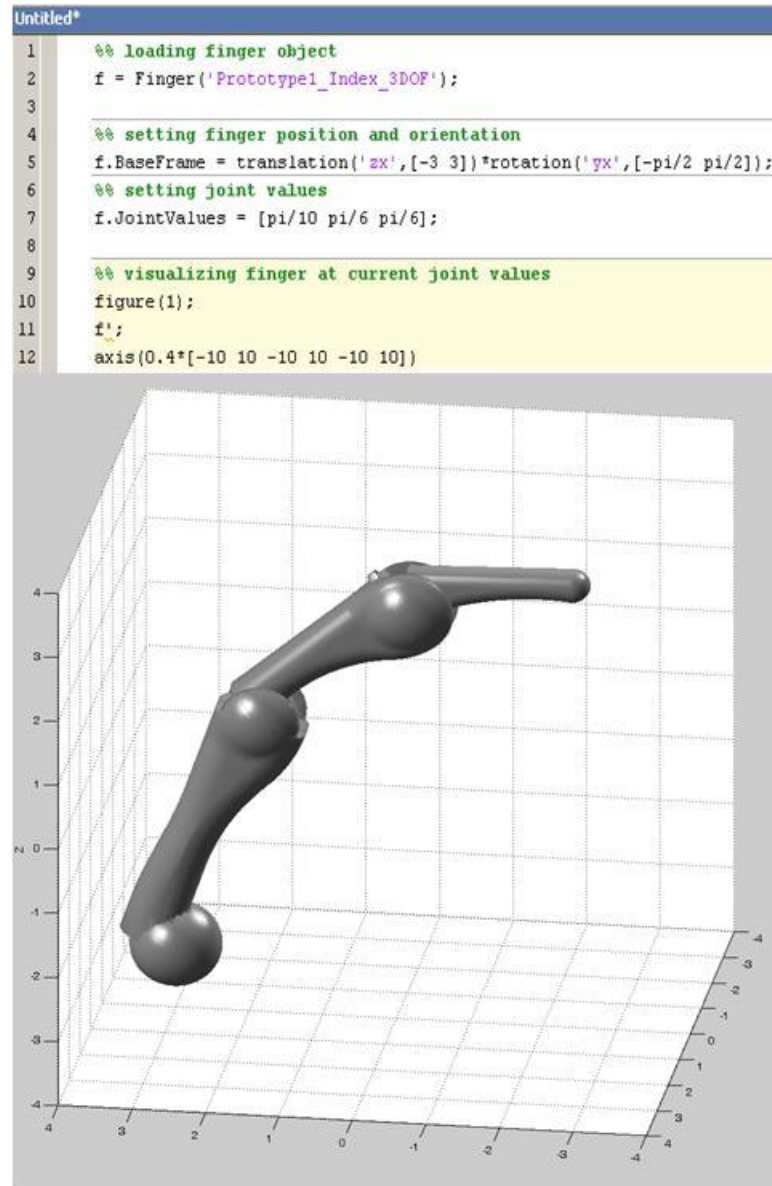 Untitled*
1 %% loading finger object
2 f = Finger('Prototype1_Index_3DOF');
3
4 %% setting finger position and orientation
5 f.BaseFrame = translation('zx',[-3 3])*rotation('yx',[-pi/2 pi/2]);
6 %% setting joint values
7 f.JointValues = [pi/10 pi/6 pi/6];
8
9 %% visualizing finger at current joint values
10 figure(1);
11 f';
12 axis(0.4*[-10 10 -10 10 -10 10])
4
3
2
1
0
-1
-2
-3
-4
Z
4 3 2 1 0 -1 -2 -3 -4
-4
-3
-2
-1
0
1
2
3
4